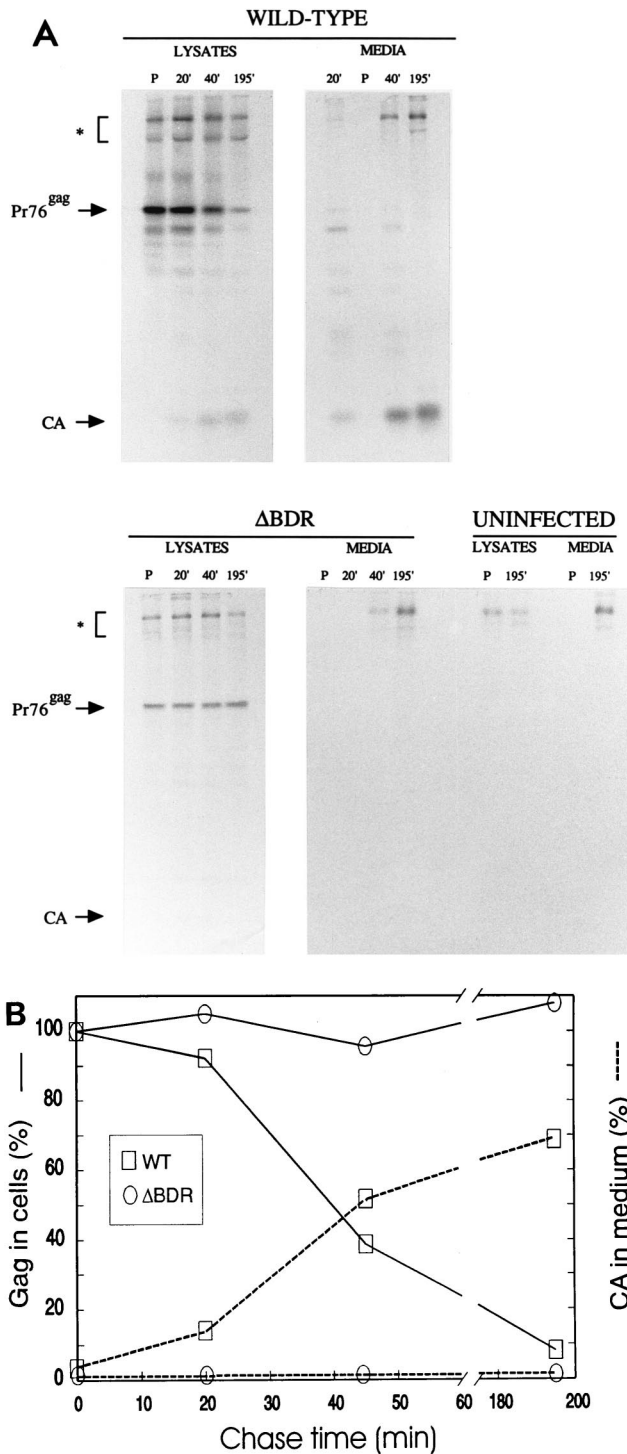 A
WILD-TYPE
LYSATES MEDIA
P 20' 40' 195' 20' P 40' 195'
*
Pr76gag
CA
ΔBDR UNINFECTED
LYSATES MEDIA LYSATES MEDIA
P 20' 40' 195' P 20' 40' 195' P 195' P 195'
*
Pr76gag
CA
B
100
80
60
40
20
0
Gag in cells (%)
WT
ΔBDR
CA in medium (%)
0 10 20 30 40 50 60 180 200
Chase time (min)